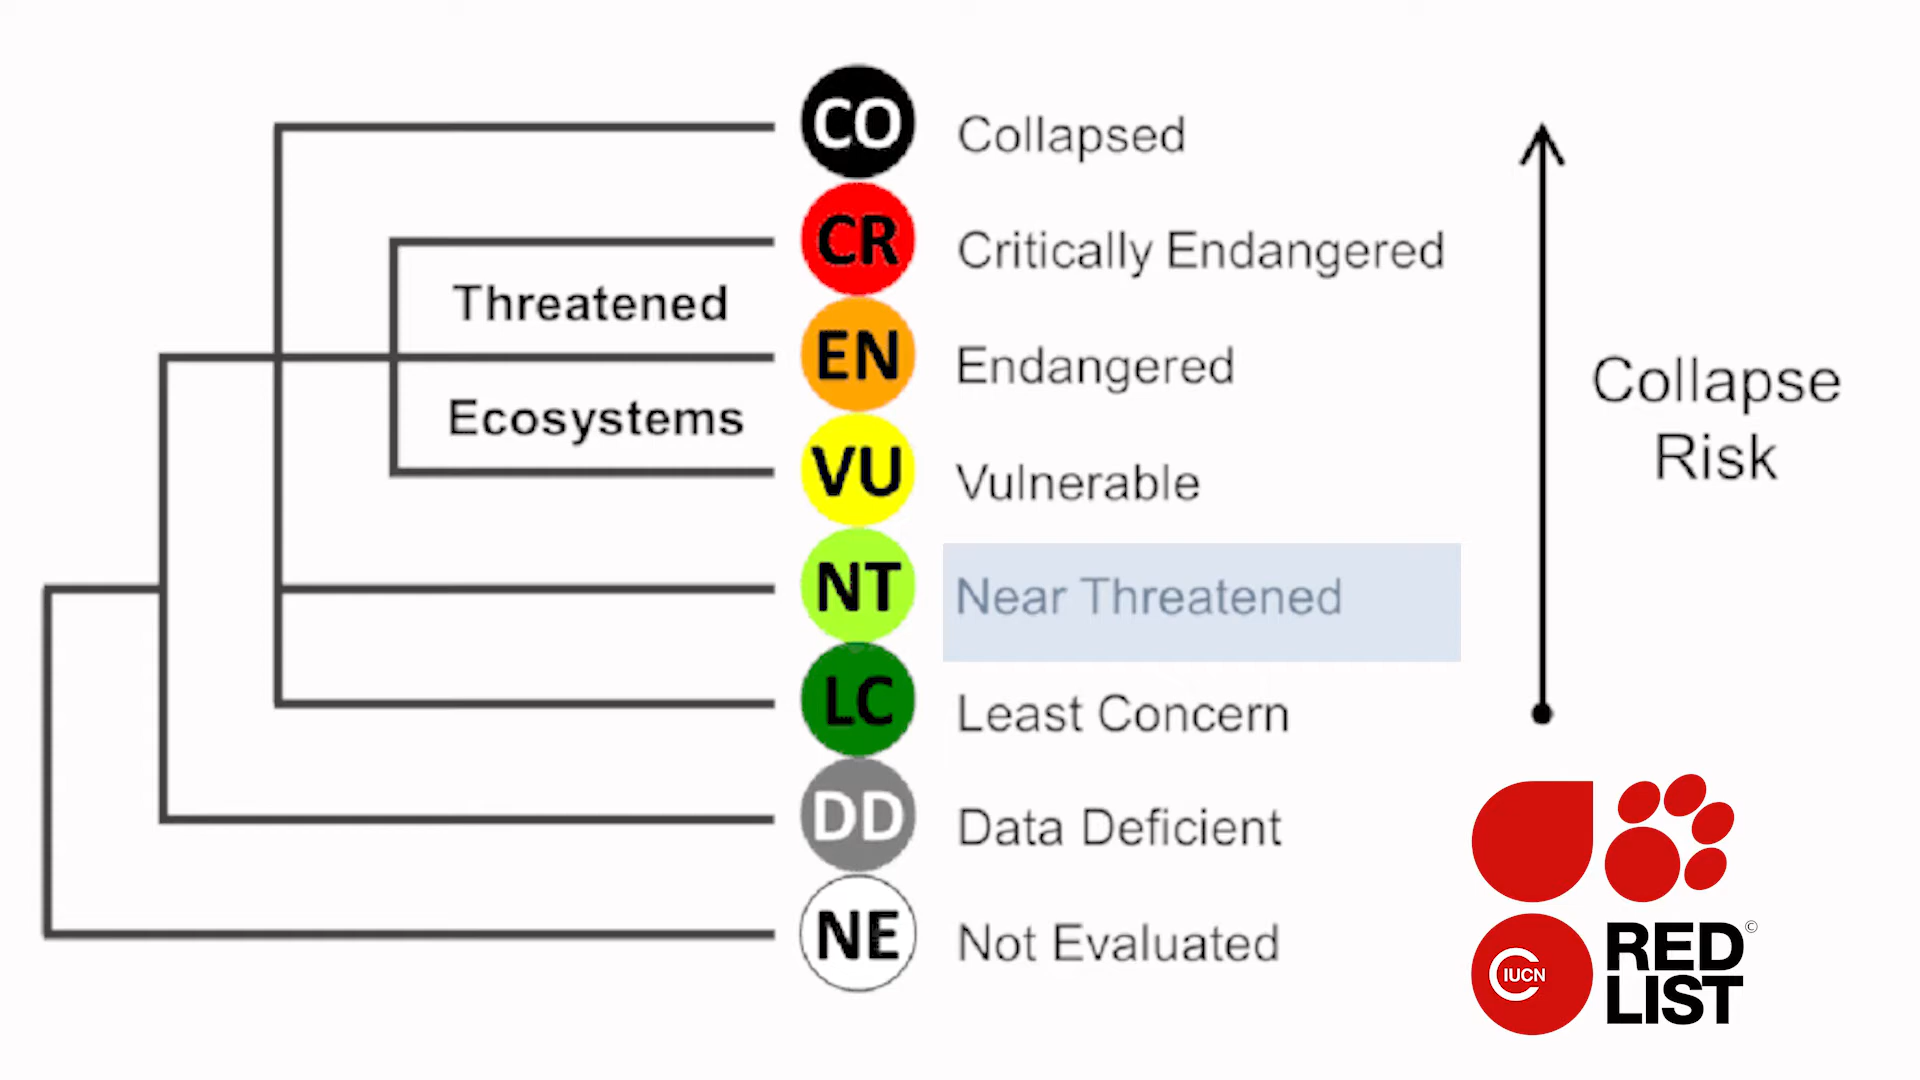 CO Collapsed
CR Critically Endangered
Threatened
EN Endangered
Ecosystems
VU Vulnerable
NT Near Threatened
LC Least Concern
DD Data Deficient
NE Not Evaluated
Collapse
Risk
IUCN
RED
LIST
©